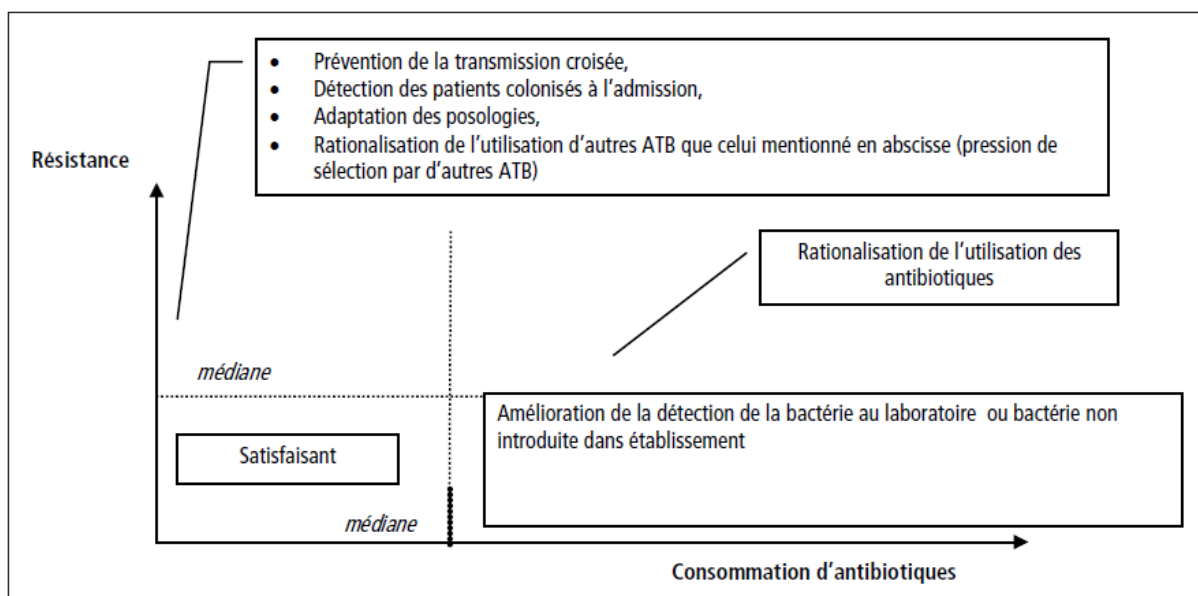 • Prévention de la transmission croisée,
• Détection des patients colonisés à l’admission,
• Adaptation des posologies,
• Rationalisation de l’utilisation d’autres ATB que celui mentionné en abscisse (pression de
sélection par d’autres ATB)
Résistance
Rationalisation de l’utilisation des
antibiotiques
médiane
Amélioration de la détection de la bactérie au laboratoire ou bactérie non
introduite dans établissement
Satisfaisant
médiane
Consommation d’antibiotiques